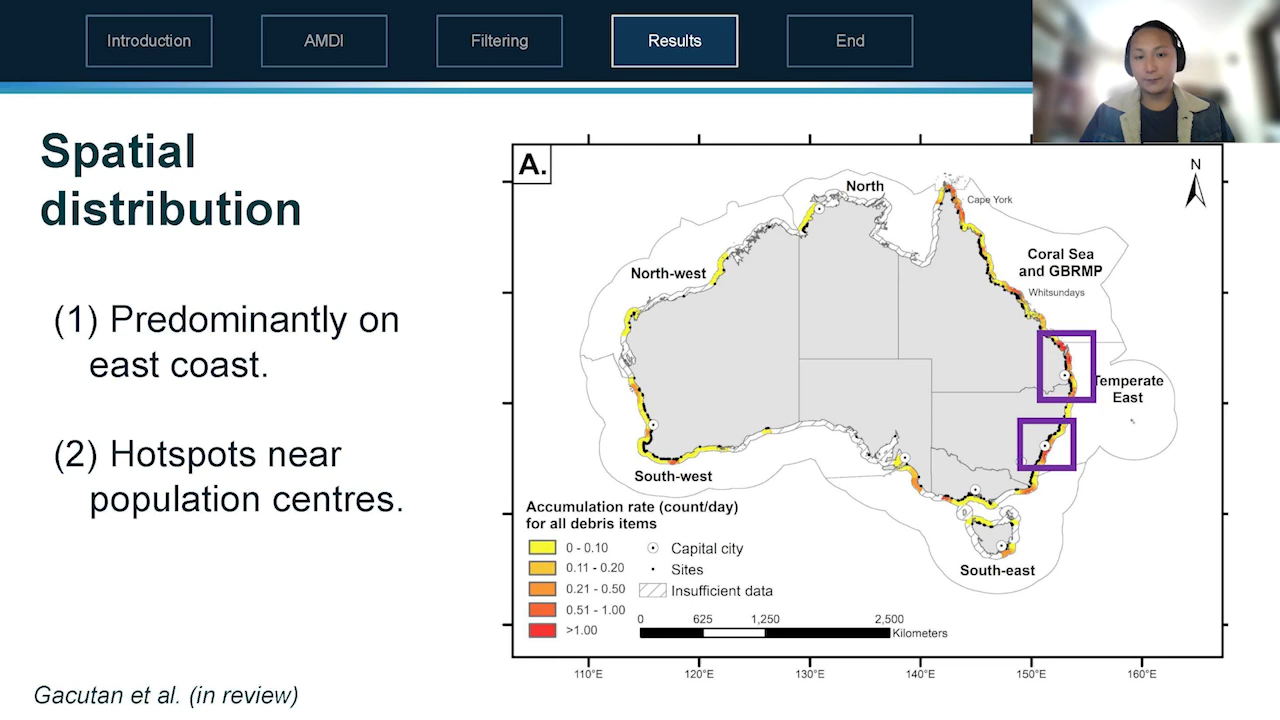 Introduction
AMDI
Filtering
Results
End
Spatial
distribution
(1) Predominantly on
east coast.
(2) Hotspots near
population centres.
Gacutan et al. (in review)
A.
N
North
Cape York
Coral Sea
and GBRMP
Whitsundays
North-west
Temperate
East
South-west
South-east
Accumulation rate (count/day)
for all debris items
0 - 0.10
0.11 - 0.20
0.21 - 0.50
0.51 - 1.00
>1.00
Capital city
Sites
Insufficient data
0 625 1,250 2,500
Kilometers
110°E 120°E 130°E 140°E 150°E 160°E